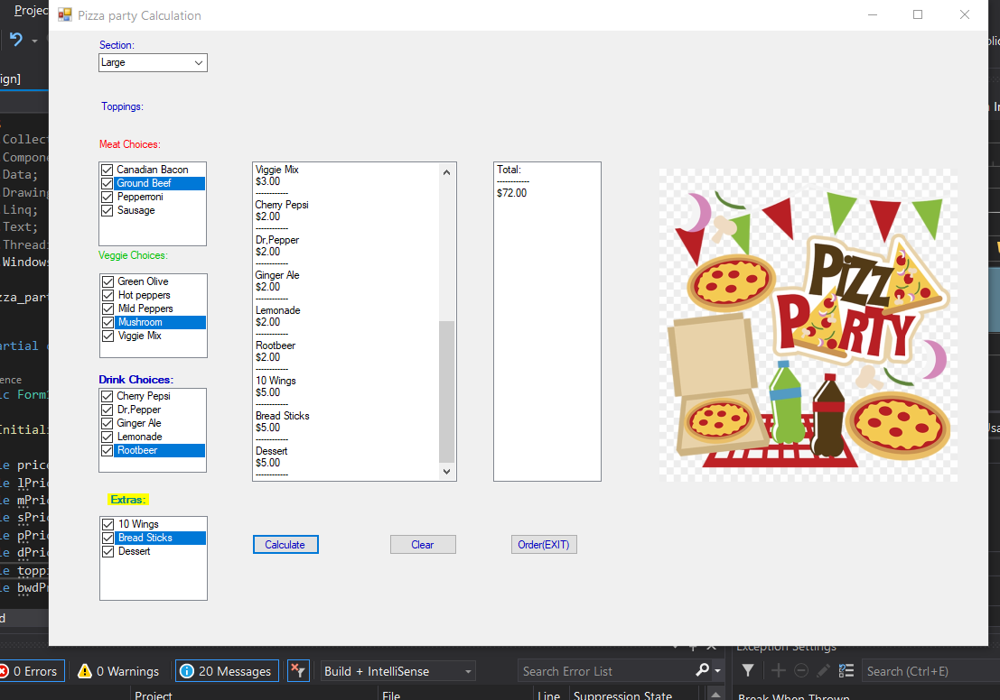 Projec
Pizza party Calculation
Section:
Large
ign]
Toppings:
Meat Choices:
Canadian Bacon
Ground Beef
Pepperroni
Sausage
Veggie Choices:
Green Olive
Hot peppers
Mild Peppers
Mushroom
Viggie Mix
Drink Choices:
Cherry Pepsi
Dr,Pepper
Ginger Ale
Lemonade
Rootbeer
Extras:
10 Wings
Bread Sticks
Dessert
Viggie Mix
$3.00
------------
Cherry Pepsi
$2.00
------------
Dr,Pepper
$2.00
------------
Ginger Ale
$2.00
------------
Lemonade
$2.00
------------
Rootbeer
$2.00
------------
10 Wings
$5.00
------------
Bread Sticks
$5.00
------------
Dessert
$5.00
------------
Total:
------------
$72.00
PiZZA
PARTY
Calculate
Clear
Order(EXIT)
Collect
Compone
Data;
Drawing
Linq;
Text;
Threadi
Windows
zza_part
artial c
ence
ic Form1
Initiali
le price
le lPric
le mPric
le sPric
le pPric
le dPric
le toppi
le bwdPr
d
0 Errors
0 Warnings
20 Messages
Build + IntelliSense
Search Error List
Project
File
Line
Suppression State
Exception Settings
Search (Ctrl+E)
Break When Thrown